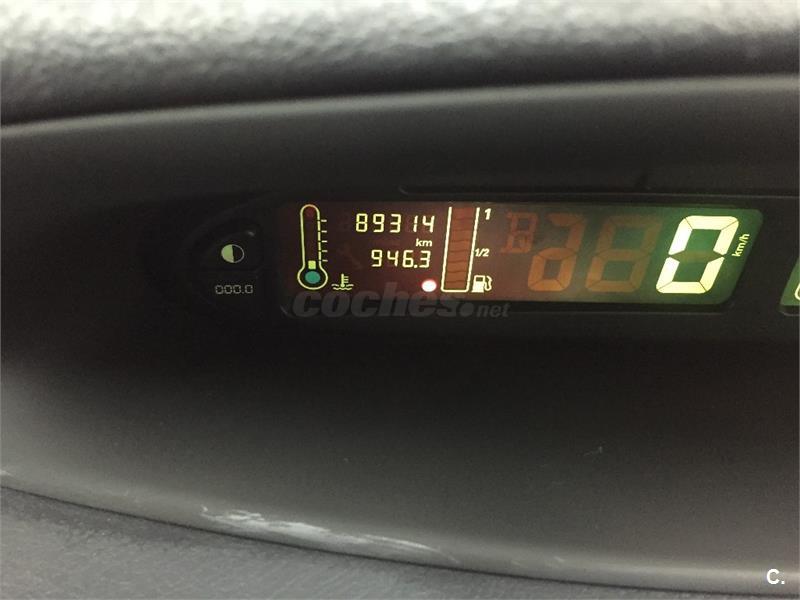 89314
km
946.3
1
1/2
0
km/h
000.0
coches.net
C.